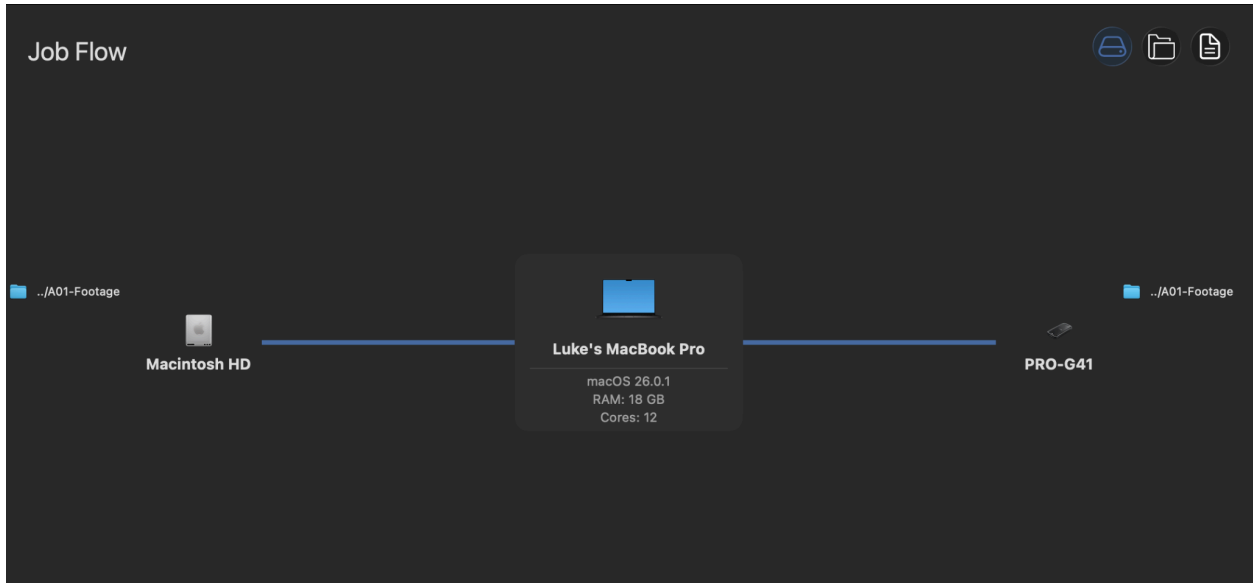 Job Flow
../A01-Footage
../A01-Footage
Macintosh HD
Luke's MacBook Pro
PRO-G41
macOS 26.0.1
RAM: 18 GB
Cores: 12